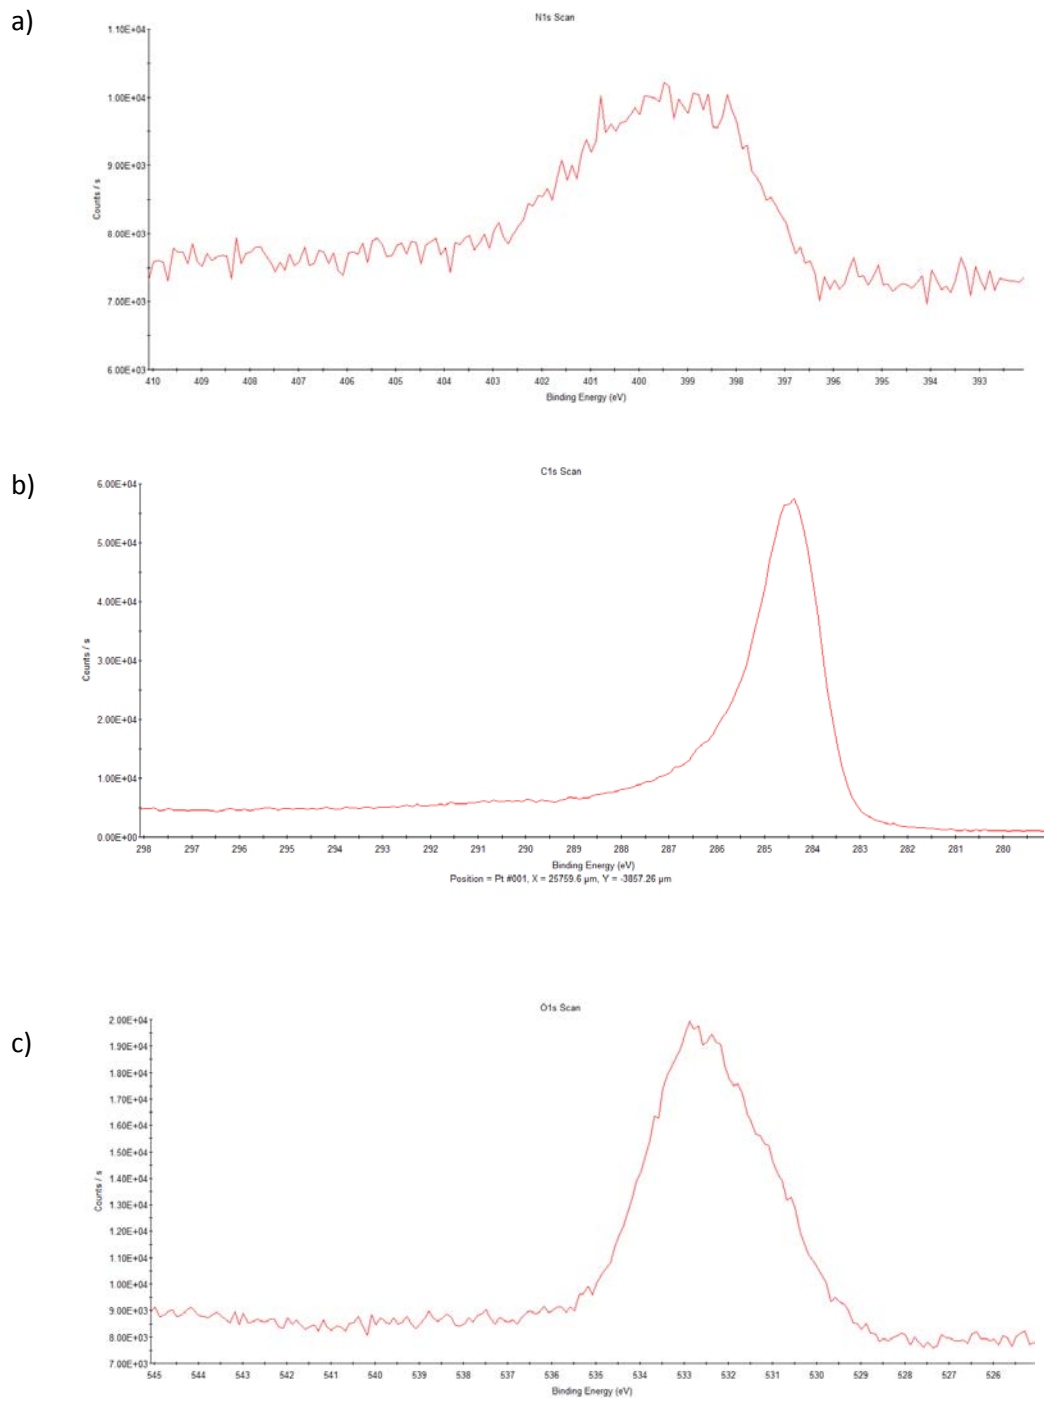 a)
N1s Scan
1.10E+04
1.00E+04
9.00E+03
8.00E+03
7.00E+03
6.00E+03
Counts / s
410 409 408 407 406 405 404 403 402 401 400 399 398 397 396 395 394 393
Binding Energy (eV)
b)
C1s Scan
6.00E+04
5.00E+04
4.00E+04
3.00E+04
2.00E+04
1.00E+04
0.00E+00
Counts / s
298 297 296 295 294 293 292 291 290 289 288 287 286 285 284 283 282 281 280
Binding Energy (eV)
Position = Pt #001, X = 25759.6 µm, Y = -3857.26 µm
c)
O1s Scan
2.00E+04
1.90E+04
1.80E+04
1.70E+04
1.60E+04
1.50E+04
1.40E+04
1.30E+04
1.20E+04
1.10E+04
1.00E+04
9.00E+03
8.00E+03
7.00E+03
Counts / s
545 544 543 542 541 540 539 538 537 536 535 534 533 532 531 530 529 528 527 526
Binding Energy (eV)